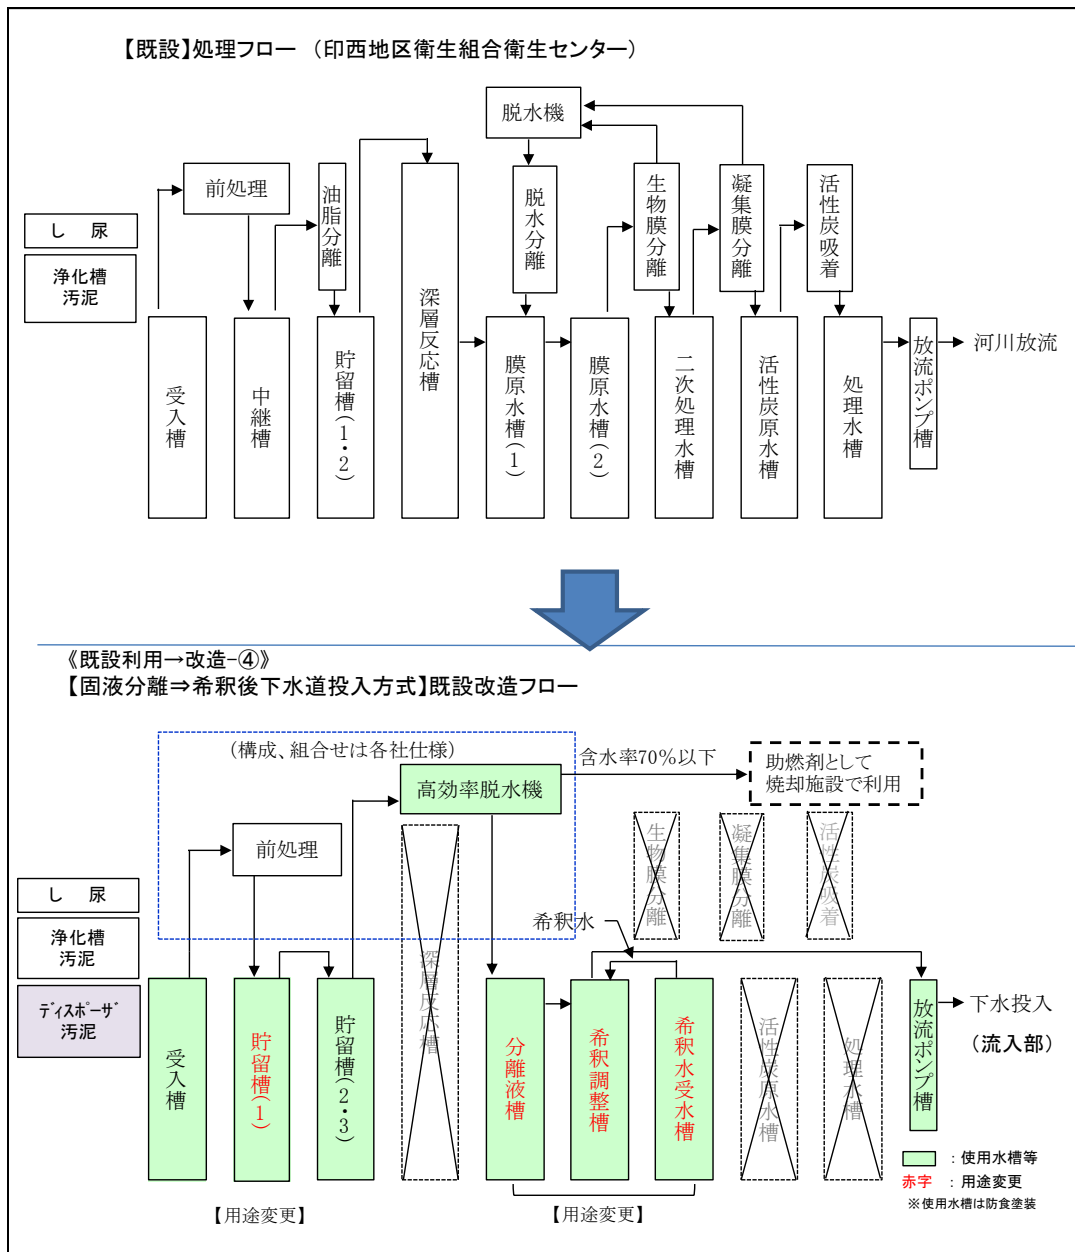 【既設】処理フロー （印西地区衛生組合衛生センター）
脱水機
前処理
油脂分離
脱水分離
生物膜分離
凝集膜分離
活性炭吸着
し 尿
浄化槽
汚泥
受入槽
中継槽
貯留槽(1・2)
深層反応槽
膜原水槽(1)
膜原水槽(2)
二次処理水槽
活性炭原水槽
処理水槽
放流ポンプ槽
河川放流
《既設利用→改造-④》
【固液分離⇒希釈後下水道投入方式】既設改造フロー
(構成、組合せは各社仕様)
含水率70％以下
助燃剤として
焼却施設で利用
高効率脱水機
前処理
生物膜分離
凝集膜分離
活性炭吸着
し 尿
浄化槽
汚泥
ディスポーザ
汚泥
希釈水
受入槽
貯留槽(1)
貯留槽(2・3)
深層反応槽
分離液槽
希釈調整槽
希釈水受水槽
活性炭原水槽
処理水槽
放流ポンプ槽
下水投入
（流入部）
：使用水槽等
赤字 ：用途変更
※使用水槽は防食塗装
【用途変更】
【用途変更】